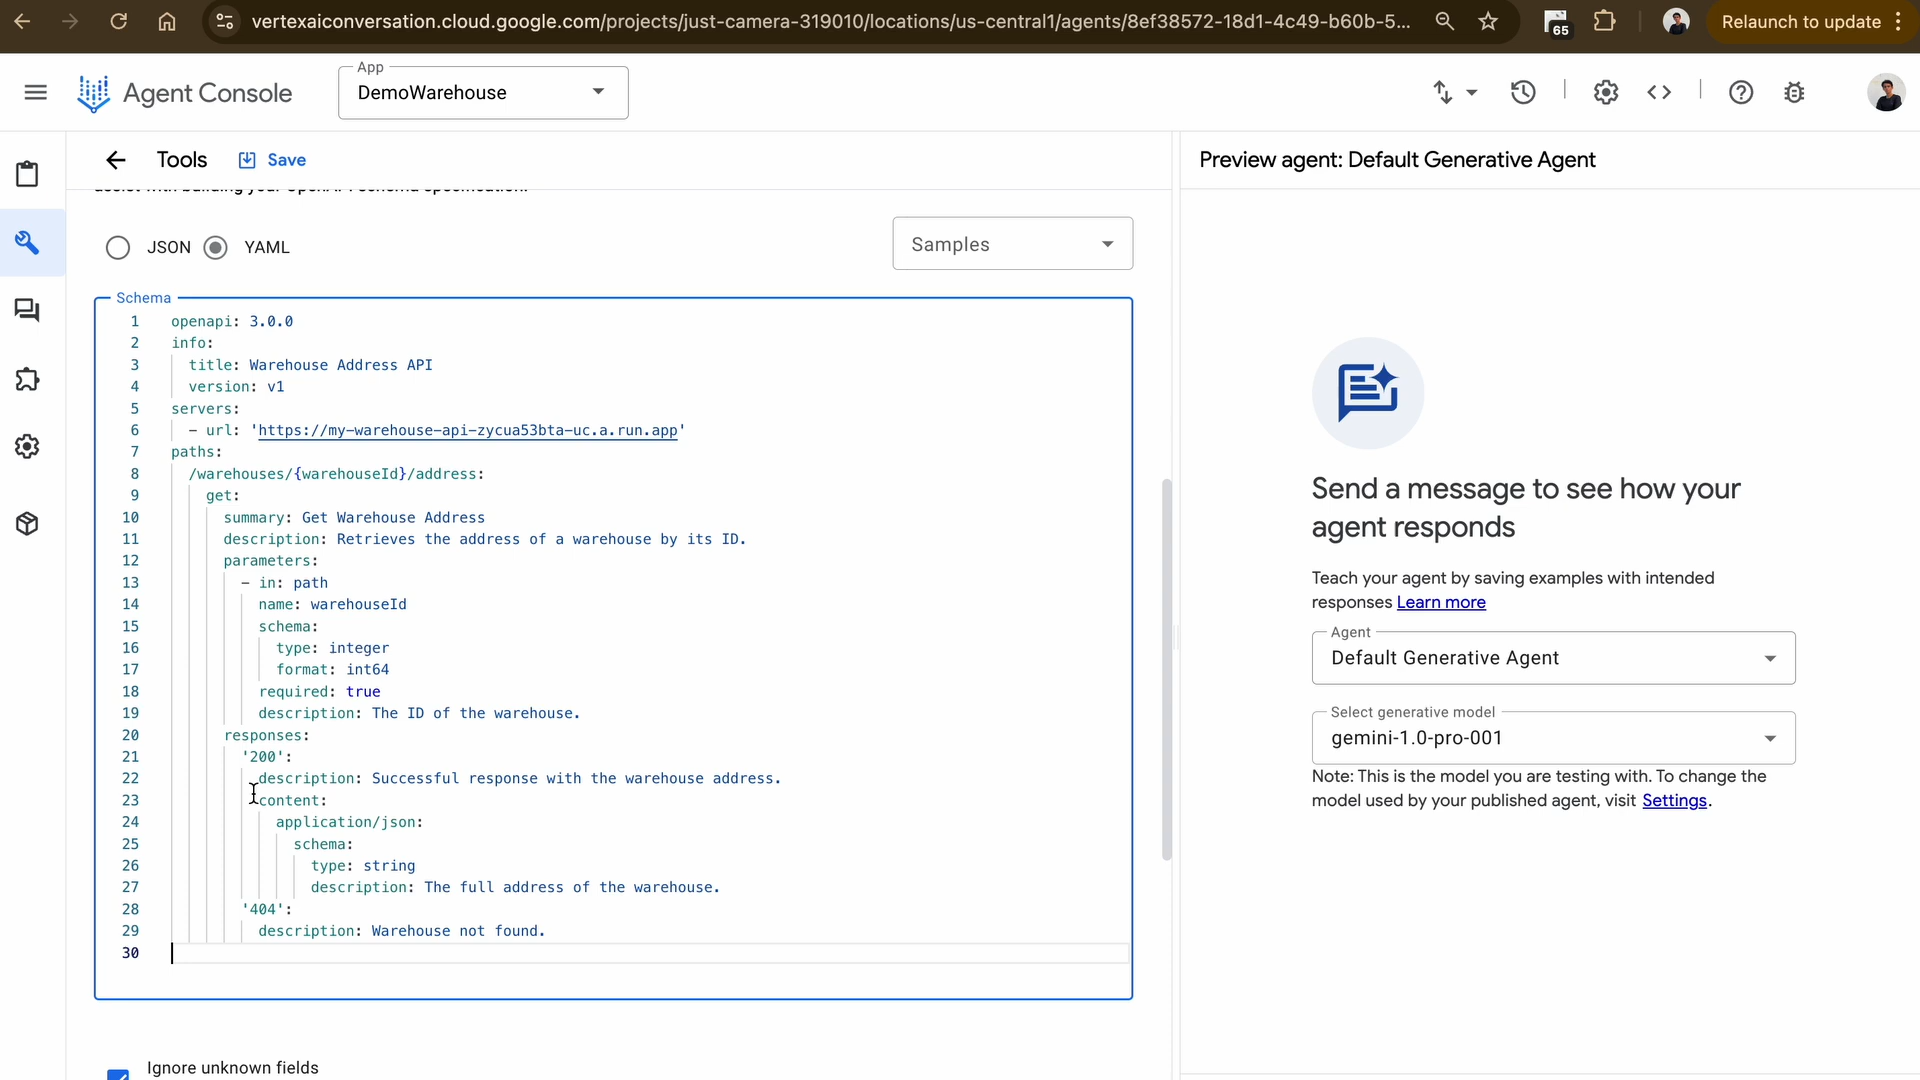 vertexaiconversation.cloud.google.com/projects/just-camera-319010/locations/us-central1/agents/8ef38572-18d1-4c49-b60b-5...
65
Relaunch to update
Agent Console
App
DemoWarehouse
Tools
Save
assist with building your OpenAPI schema specification.
JSON
YAML
Samples
Schema
1 openapi: 3.0.0
2 info:
3 title: Warehouse Address API
4 version: v1
5 servers:
6 - url: 'https://my-warehouse-api-zycua53bta-uc.a.run.app'
7 paths:
8 /warehouses/{warehouseId}/address:
9 get:
10 summary: Get Warehouse Address
11 description: Retrieves the address of a warehouse by its ID.
12 parameters:
13 - in: path
14 name: warehouseId
15 schema:
16 type: integer
17 format: int64
18 required: true
19 description: The ID of the warehouse.
20 responses:
21 '200':
22 description: Successful response with the warehouse address.
23 content:
24 application/json:
25 schema:
26 type: string
27 description: The full address of the warehouse.
28 '404':
29 description: Warehouse not found.
30
Ignore unknown fields
Preview agent: Default Generative Agent
Send a message to see how your
agent responds
Teach your agent by saving examples with intended
responses Learn more
Agent
Default Generative Agent
Select generative model
gemini-1.0-pro-001
Note: This is the model you are testing with. To change the
model used by your published agent, visit Settings.